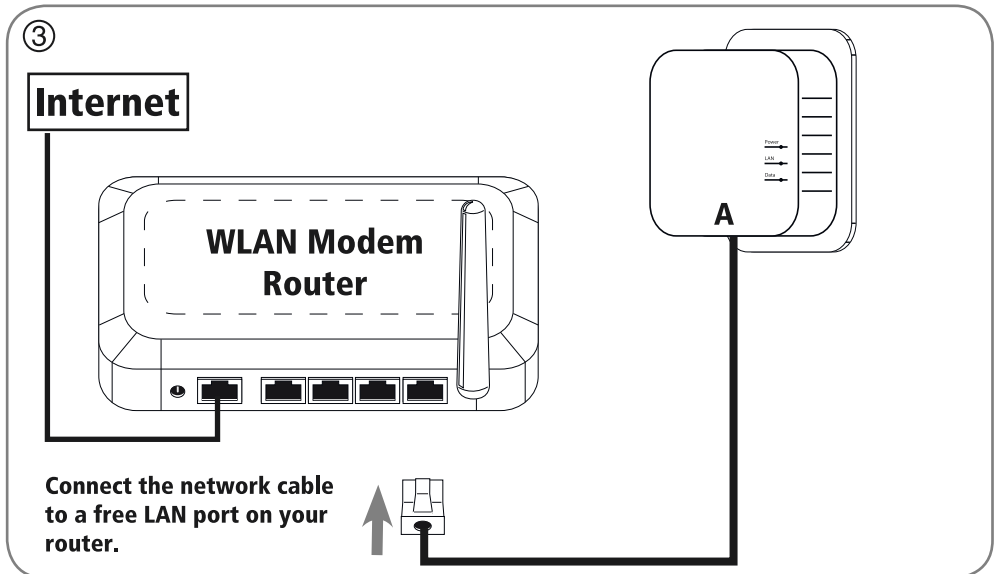 ③
Internet
WLAN Modem
Router
Power
LAN
Data
A
Connect the network cable
to a free LAN port on your
router.